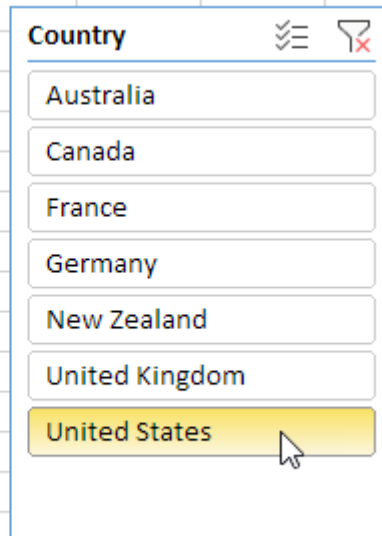 Country
Australia
Canada
France
Germany
New Zealand
United Kingdom
United States